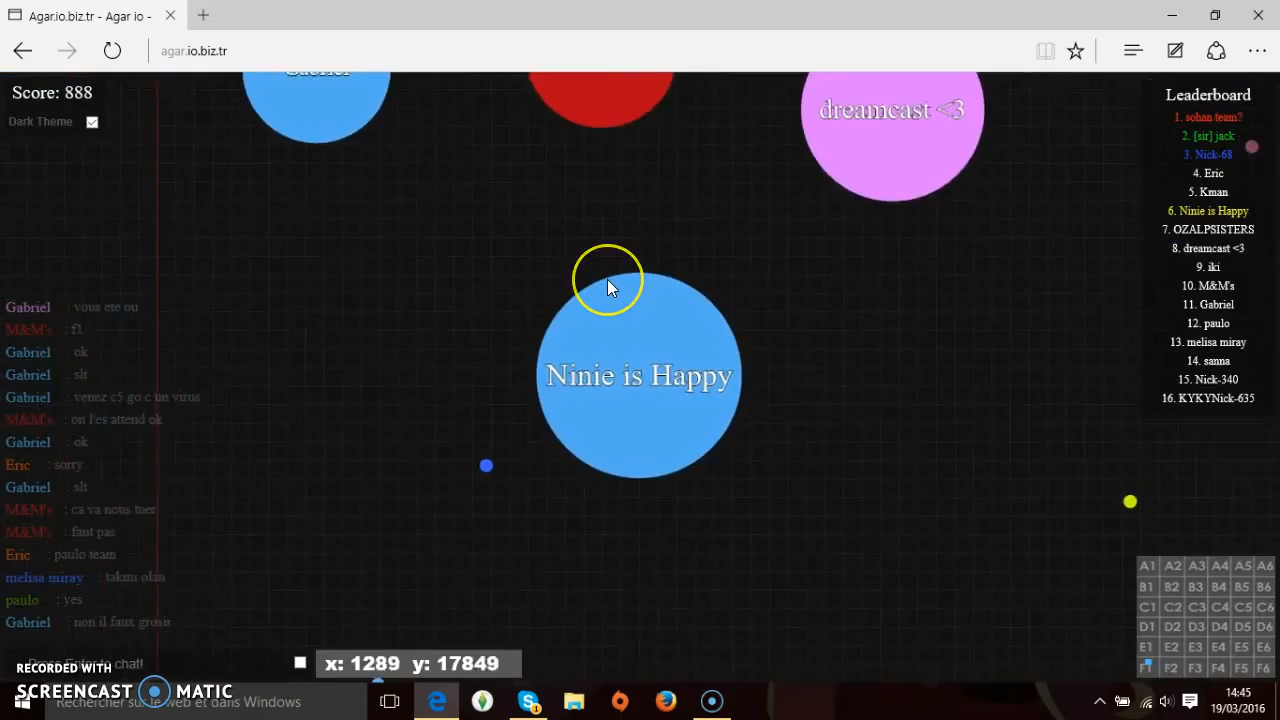 Agar.io.biz.tr - Agar io -
agar.io.biz.tr
Score: 888
Dark Theme
Gabriel
dreamcast <3
Ninie is Happy
Leaderboard
1. sohan team?
2. [sir] jack
3. Nick-68
4. Eric
5. Kman
6. Ninie is Happy
7. OZALPSISTERS
8. dreamcast <3
9. iki
10. M&M's
11. Gabriel
12. paulo
13. melisa miray
14. sanna
15. Nick-340
16. KYKYNick-635
Gabriel : vous ete ou
M&M's : f1
Gabriel : ok
Gabriel : slt
Gabriel : venez c5 go c un virus
M&M's : on l'es attend ok
Gabriel : ok
Eric : sorry
Gabriel : slt
M&M's : ca va nous tuer
M&M's : faut pas
Eric : paulo team
melisa miray : takmı olan
paulo : yes
Gabriel : non il faux grosir
Press Enter to chat!
x: 1289 y: 17849
A1 A2 A3 A4 A5 A6
B1 B2 B3 B4 B5 B6
C1 C2 C3 C4 C5 C6
D1 D2 D3 D4 D5 D6
E1 E2 E3 E4 E5 E6
F1 F2 F3 F4 F5 F6
RECORDED WITH
SCREENCAST MATIC
Rechercher sur le web et dans Windows
1
14:45
19/03/2016